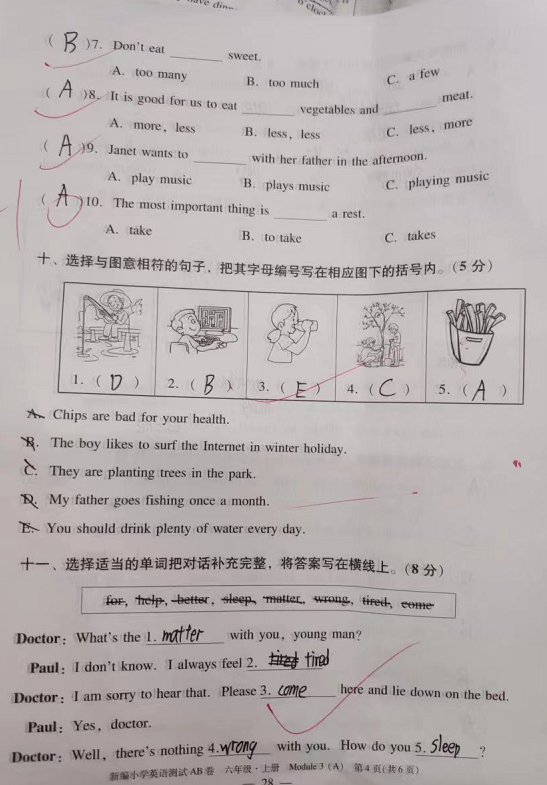 ( B )7. Don't eat ________ sweet.
A. too many B. too much C. a few
( A )8. It is good for us to eat ________ vegetables and ________ meat.
A. more, less B. less, less C. less, more
( A )9. Janet wants to ________ with her father in the afternoon.
A. play music B. plays music C. playing music
( A )10. The most important thing is ________ a rest.
A. take B. to take C. takes
十、选择与图意相符的句子，把其字母编号写在相应图下的括号内。(5 分)
1. ( D ) 2. ( B ) 3. ( E ) 4. ( C ) 5. ( A )
A. Chips are bad for your health.
B. The boy likes to surf the Internet in winter holiday.
C. They are planting trees in the park.
D. My father goes fishing once a month.
E. You should drink plenty of water every day.
十一、选择适当的单词把对话补充完整，将答案写在横线上。(8 分)
for, help, better, sleep, matter, wrong, tired, come
Doctor: What's the 1. matter with you, young man?
Paul: I don't know. I always feel 2. tired tired
Doctor: I am sorry to hear that. Please 3. come here and lie down on the bed.
Paul: Yes, doctor.
Doctor: Well, there's nothing 4. wrong with you. How do you 5. sleep ?
新编小学英语测试AB卷 六年级·上册 Module 3 (A) 第4页(共6页)
— 28 —